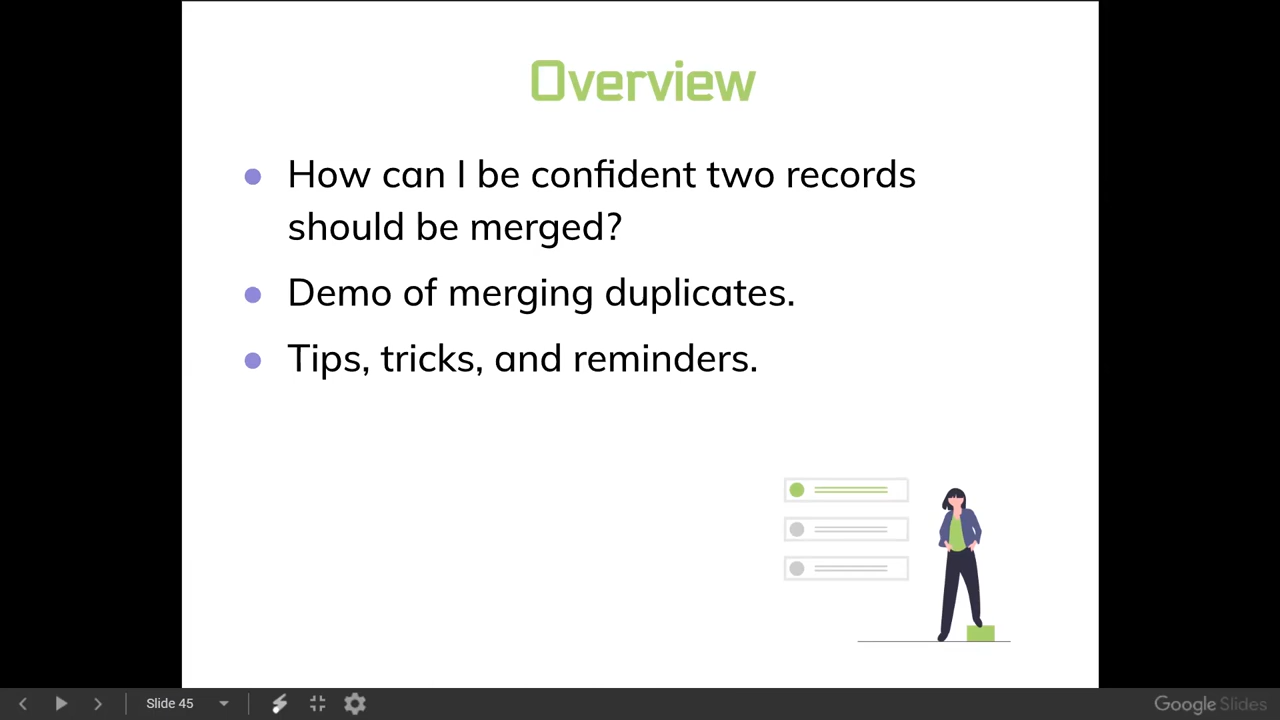 Overview
How can I be confident two records
should be merged?
Demo of merging duplicates.
Tips, tricks, and reminders.
Slide 45
Google Slides